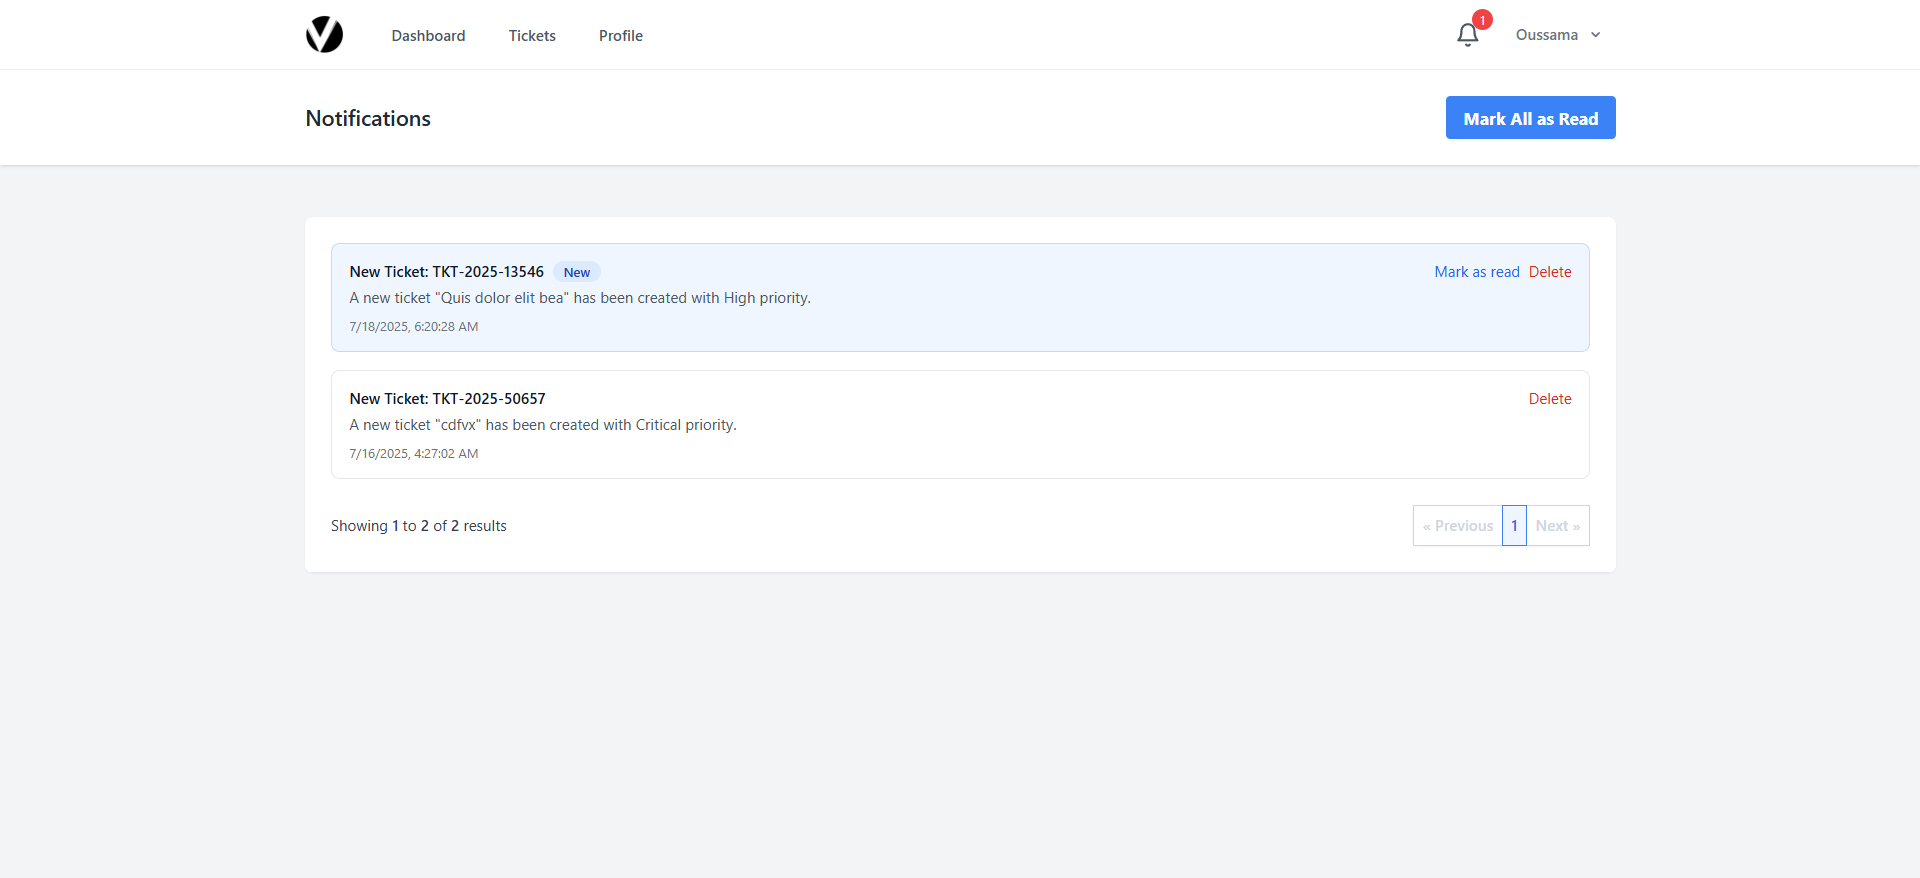 Dashboard Tickets Profile 1 Oussama
Notifications Mark All as Read
New Ticket: TKT-2025-13546 New Mark as read Delete
A new ticket "Quis dolor elit bea" has been created with High priority.
7/18/2025, 6:20:28 AM
New Ticket: TKT-2025-50657 Delete
A new ticket "cdfvx" has been created with Critical priority.
7/16/2025, 4:27:02 AM
Showing 1 to 2 of 2 results « Previous 1 Next »